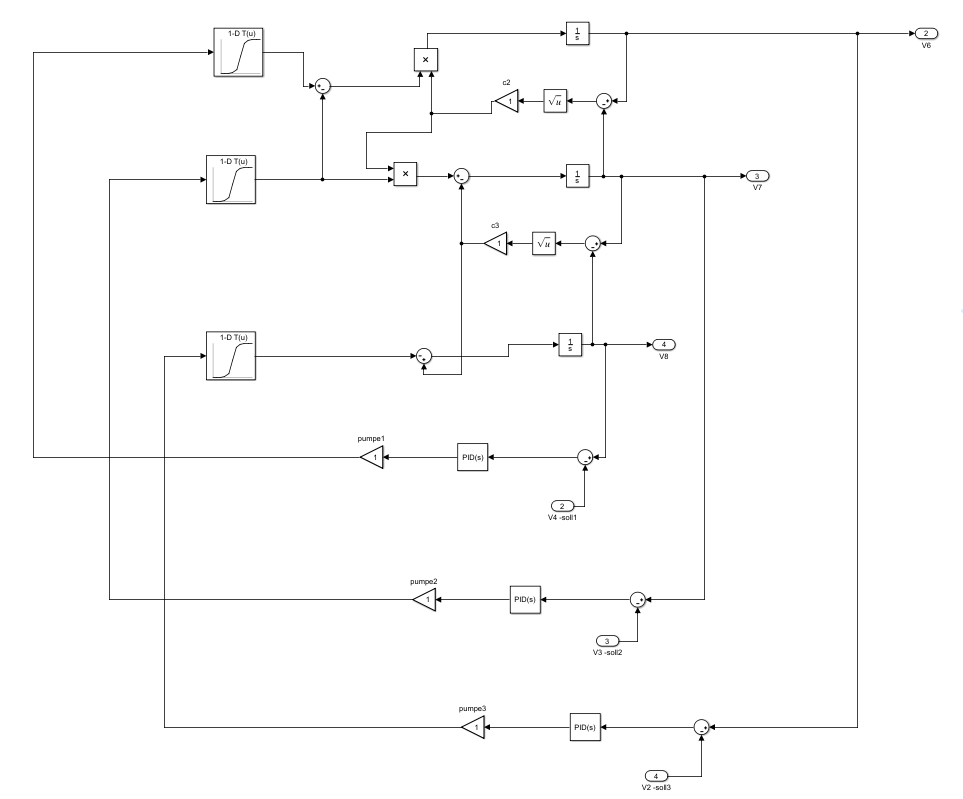 1-D T(u)
1
s
2
V6
×
c2
1
√u
1-D T(u)
×
1
s
3
V7
c3
1
√u
1-D T(u)
1
s
4
V8
pumpe1
1
PID(s)
2
V4 -soll1
pumpe2
1
PID(s)
3
V3 -soll2
pumpe3
1
PID(s)
4
V2 -soll3